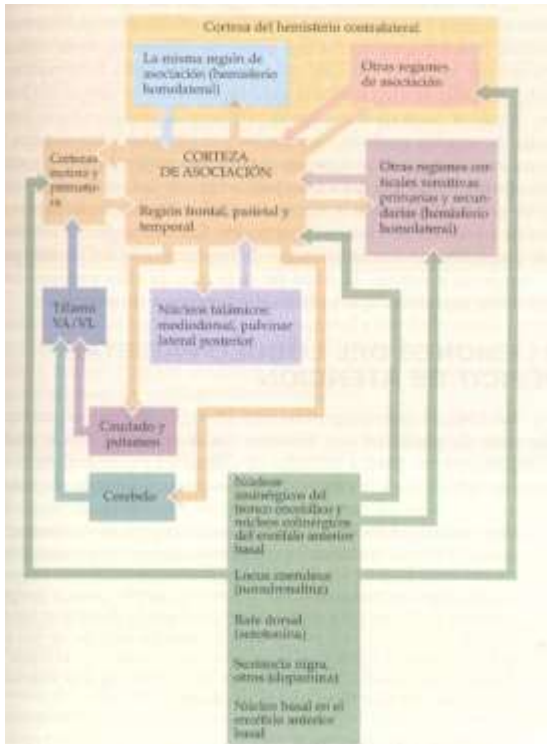 Corteza del hemisferio contralateral
La misma región de
asociación (hemisferio
homolateral)
Otras regiones
de asociación
Cortezas
motora y
premoto-
ra
CORTEZA
DE ASOCIACIÓN
Región frontal, parietal y
temporal
Otras regiones cor-
ticales sensitivas
primarias y secun-
darias (hemisferio
homolateral)
Tálamo
VA/VL
Núcleos talámicos:
mediodorsal, pulvinar
lateral posterior
Caudado y
putamen
Cerebelo
Núcleos
aminérgicos del
tronco encefálico y
núcleos colinérgicos
del encéfalo anterior
basal
Locus coeruleus
(noradrenalina)
Rafe dorsal
(serotonina)
Sustancia nigra,
otros (dopamina)
Núcleo basal en el
encéfalo anterior
basal